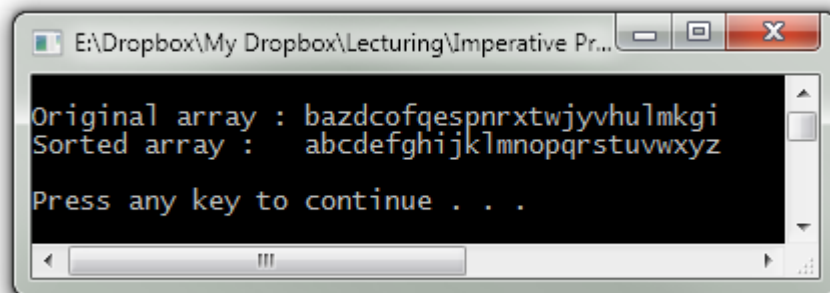 E:\Dropbox\My Dropbox\Lecturing\Imperative Pr...
Original array : bazdcofqespnrxtwjyvhulmkgi
Sorted array :   abcdefghijklmnopqrstuvwxyz
Press any key to continue . . .